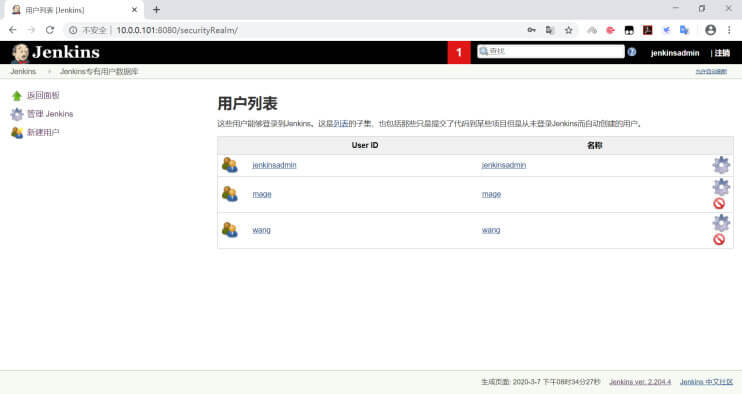 用户列表 [Jenkins]
不安全 | 10.0.0.101:8080/securityRealm/
Jenkins
1
查找
jenkinsadmin
| 注销
Jenkins
Jenkins专有用户数据库
允许自动刷新
返回面板
管理 Jenkins
新建用户
用户列表
这些用户能够登录到Jenkins。这是列表的子集，也包括那些只是提交了代码到某些项目但是从未登录Jenkins而自动创建的用户。
User ID 名称
jenkinsadmin jenkinsadmin
mage mage
wang wang
生成页面: 2020-3-7 下午08时34分27秒 Jenkins ver. 2.204.4 Jenkins 中文社区